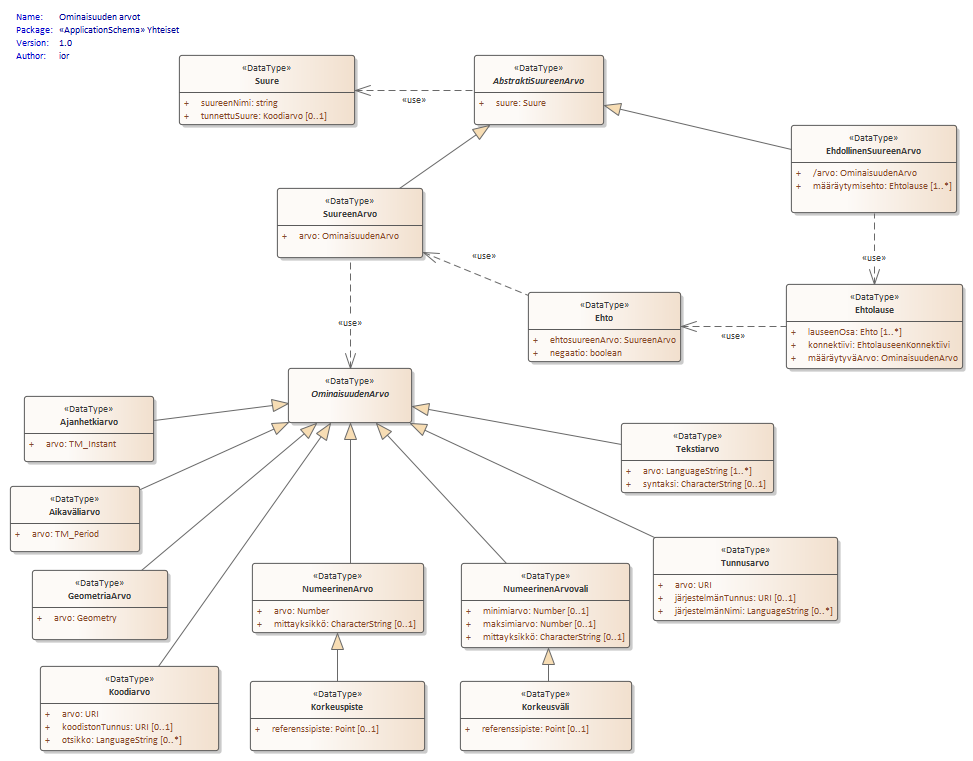 Name: Ominaisuuden arvot
Package: «ApplicationSchema» Yhteiset
Version: 1.0
Author: ior
«DataType»
Suure
+ suureenNimi: string
+ tunnettuSuure: Koodiarvo [0..1]
«use»
«DataType»
AbstraktiSuureenArvo
+ suure: Suure
«DataType»
EhdollinenSuureenArvo
+ /arvo: OminaisuudenArvo
+ määräytymisehto: Ehtolause [1..*]
«DataType»
SuureenArvo
+ arvo: OminaisuudenArvo
«use»
«use»
«DataType»
Ehto
+ ehtosuureenArvo: SuureenArvo
+ negaatio: boolean
«use»
«DataType»
Ehtolause
+ lauseenOsa: Ehto [1..*]
+ konnektiivi: EhtolauseenKonnektiivi
+ määräytyväArvo: OminaisuudenArvo
«use»
«DataType»
OminaisuudenArvo
«DataType»
Ajanhetkiarvo
+ arvo: TM_Instant
«DataType»
Tekstiarvo
+ arvo: LanguageString [1..*]
+ syntaksi: CharacterString [0..1]
«DataType»
Aikaväliarvo
+ arvo: TM_Period
«DataType»
GeometriaArvo
+ arvo: Geometry
«DataType»
NumeerinenArvo
+ arvo: Number
+ mittayksikkö: CharacterString [0..1]
«DataType»
NumeerinenArvovali
+ minimiarvo: Number [0..1]
+ maksimiarvo: Number [0..1]
+ mittayksikkö: CharacterString [0..1]
«DataType»
Tunnusarvo
+ arvo: URI
+ järjestelmänTunnus: URI [0..1]
+ järjestelmänNimi: LanguageString [0..*]
«DataType»
Koodiarvo
+ arvo: URI
+ koodistonTunnus: URI [0..1]
+ otsikko: LanguageString [0..*]
«DataType»
Korkeuspiste
+ referenssipiste: Point [0..1]
«DataType»
Korkeusväli
+ referenssipiste: Point [0..1]